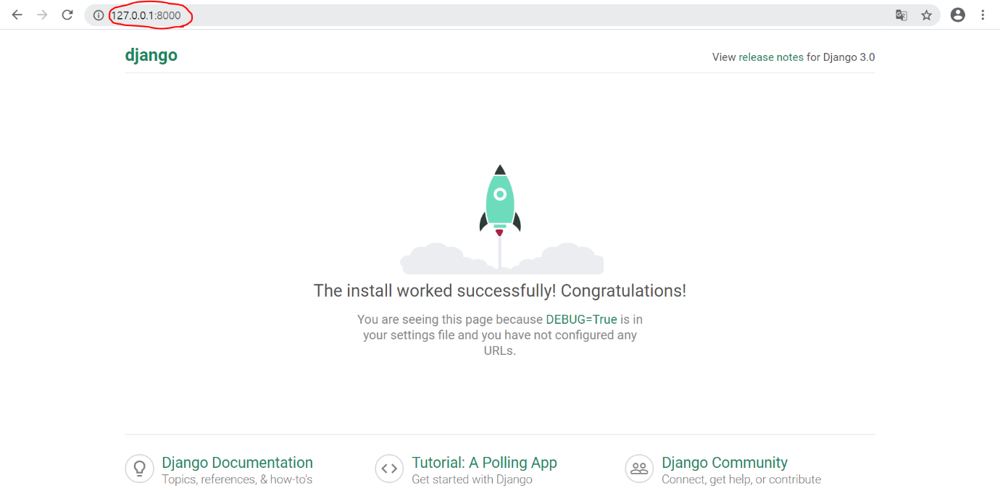 127.0.0.1:8000
django
View release notes for Django 3.0
The install worked successfully! Congratulations!
You are seeing this page because DEBUG=True is in
your settings file and you have not configured any
URLs.
Django Documentation
Topics, references, & how-to's
Tutorial: A Polling App
Get started with Django
Django Community
Connect, get help, or contribute